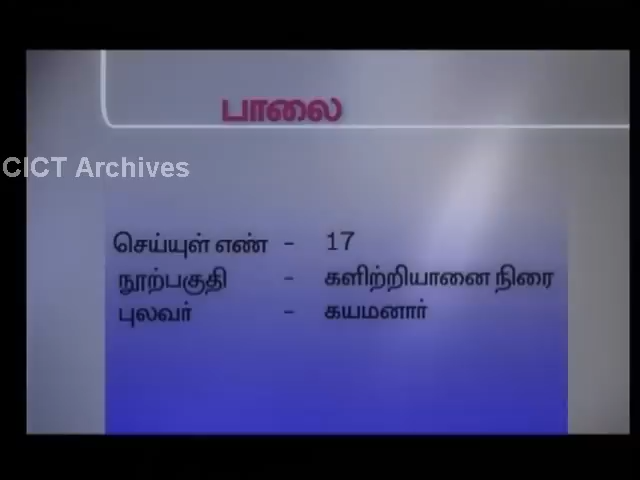 பாலை
CICT Archives
செய்யுள் எண் - 17
நூற்பகுதி - களிற்றியானை நிரை
புலவர் - கயமனார்